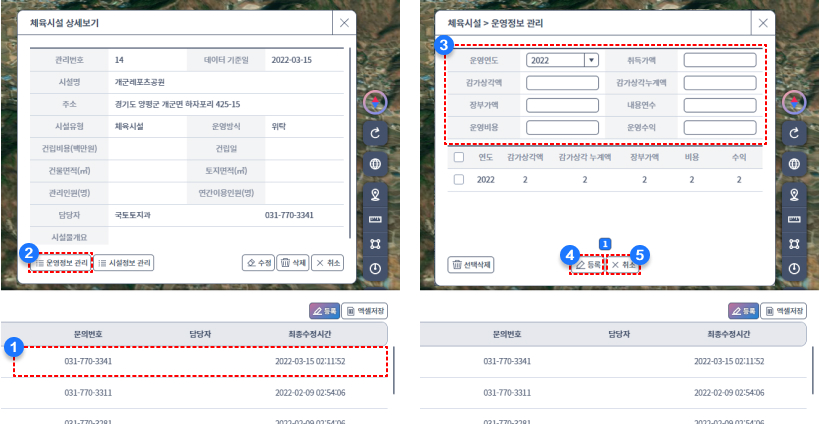 체육시설 상세보기
관리번호 14 데이터 기준일 2022-03-15
시설명 개군레포츠공원
주소 경기도 양평군 개군면 하자포리 425-15
시설유형 체육시설 운영방식 위탁
건립비용(백만원) 건립일
건물면적(㎡) 토지면적(㎡)
관리인원(명) 연간이용인원(명)
담당자 국토토지과 031-770-3341
시설물개요
2
운영정보 관리 시설정보 관리 수정 삭제 취소
등록 엑셀저장
문의번호 담당자 최종수정시간
1
031-770-3341 2022-03-15 02:11:52
031-770-3311 2022-02-09 02:54:06
031-770-3281 2022-02-09 02:54:06
체육시설 > 운영정보 관리
3
운영연도 2022 취득가액
감가상각액 감가상각누계액
장부가액 내용연수
운영비용 운영수익
연도 감가상각액 감가상각 누계액 장부가액 비용 수익
2022 2 2 2 2 2
1
4 5
선택삭제 등록 취소
등록 엑셀저장
문의번호 담당자 최종수정시간
031-770-3341 2022-03-15 02:11:52
031-770-3311 2022-02-09 02:54:06
031-770-3281 2022-02-09 02:54:06